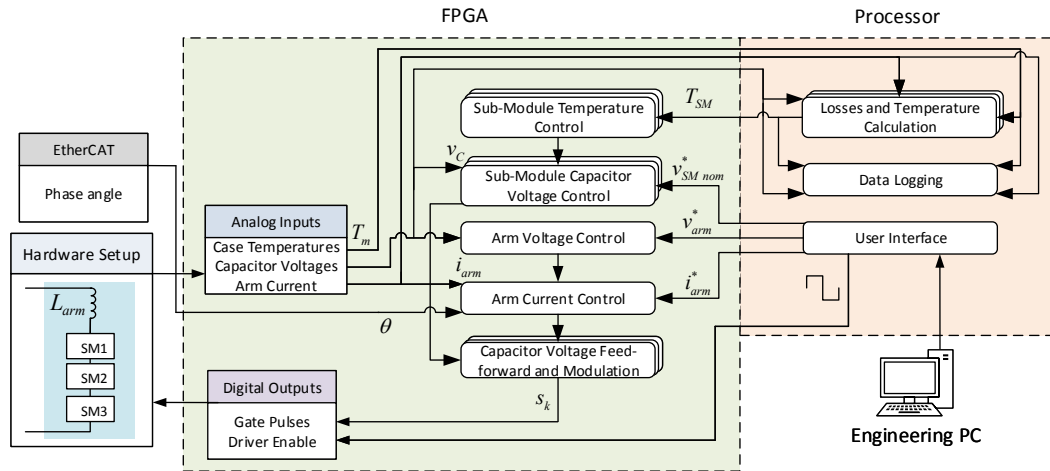 FPGA
Processor
Sub-Module Temperature
Control
T_SM
Losses and Temperature
Calculation
EtherCAT
Phase angle
v_C
Sub-Module Capacitor
Voltage Control
v*_SM nom
Data Logging
Analog Inputs
Case Temperatures
Capacitor Voltages
Arm Current
T_m
i_arm
Arm Voltage Control
v*_arm
User Interface
Hardware Setup
L_arm
SM1
SM2
SM3
θ
Arm Current Control
i*_arm
Capacitor Voltage Feed-
forward and Modulation
s_k
Digital Outputs
Gate Pulses
Driver Enable
Engineering PC